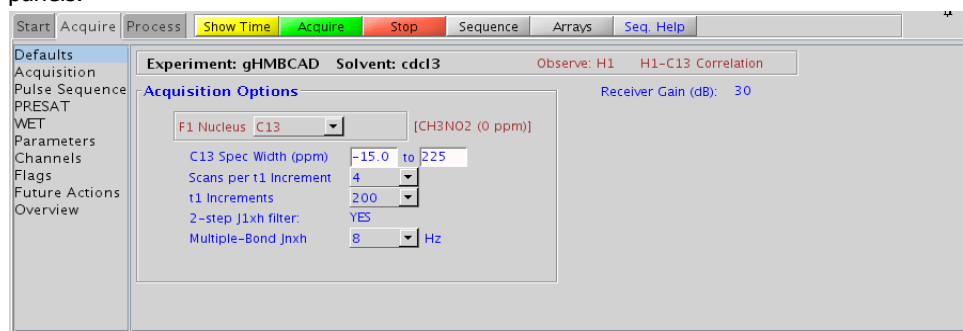 panels.
Start Acquire Process Show Time Acquire Stop Sequence Arrays Seq. Help
Defaults
Acquisition
Pulse Sequence
PRESAT
WET
Parameters
Channels
Flags
Future Actions
Overview
Experiment: gHMBCAD Solvent: cdcl3 Observe: H1 H1-C13 Correlation
Acquisition Options Receiver Gain (dB): 30
F1 Nucleus C13 [CH3NO2 (0 ppm)]
C13 Spec Width (ppm) -15.0 to 225
Scans per t1 Increment 4
t1 Increments 200
2-step J1xh filter: YES
Multiple-Bond Jnxh 8 Hz